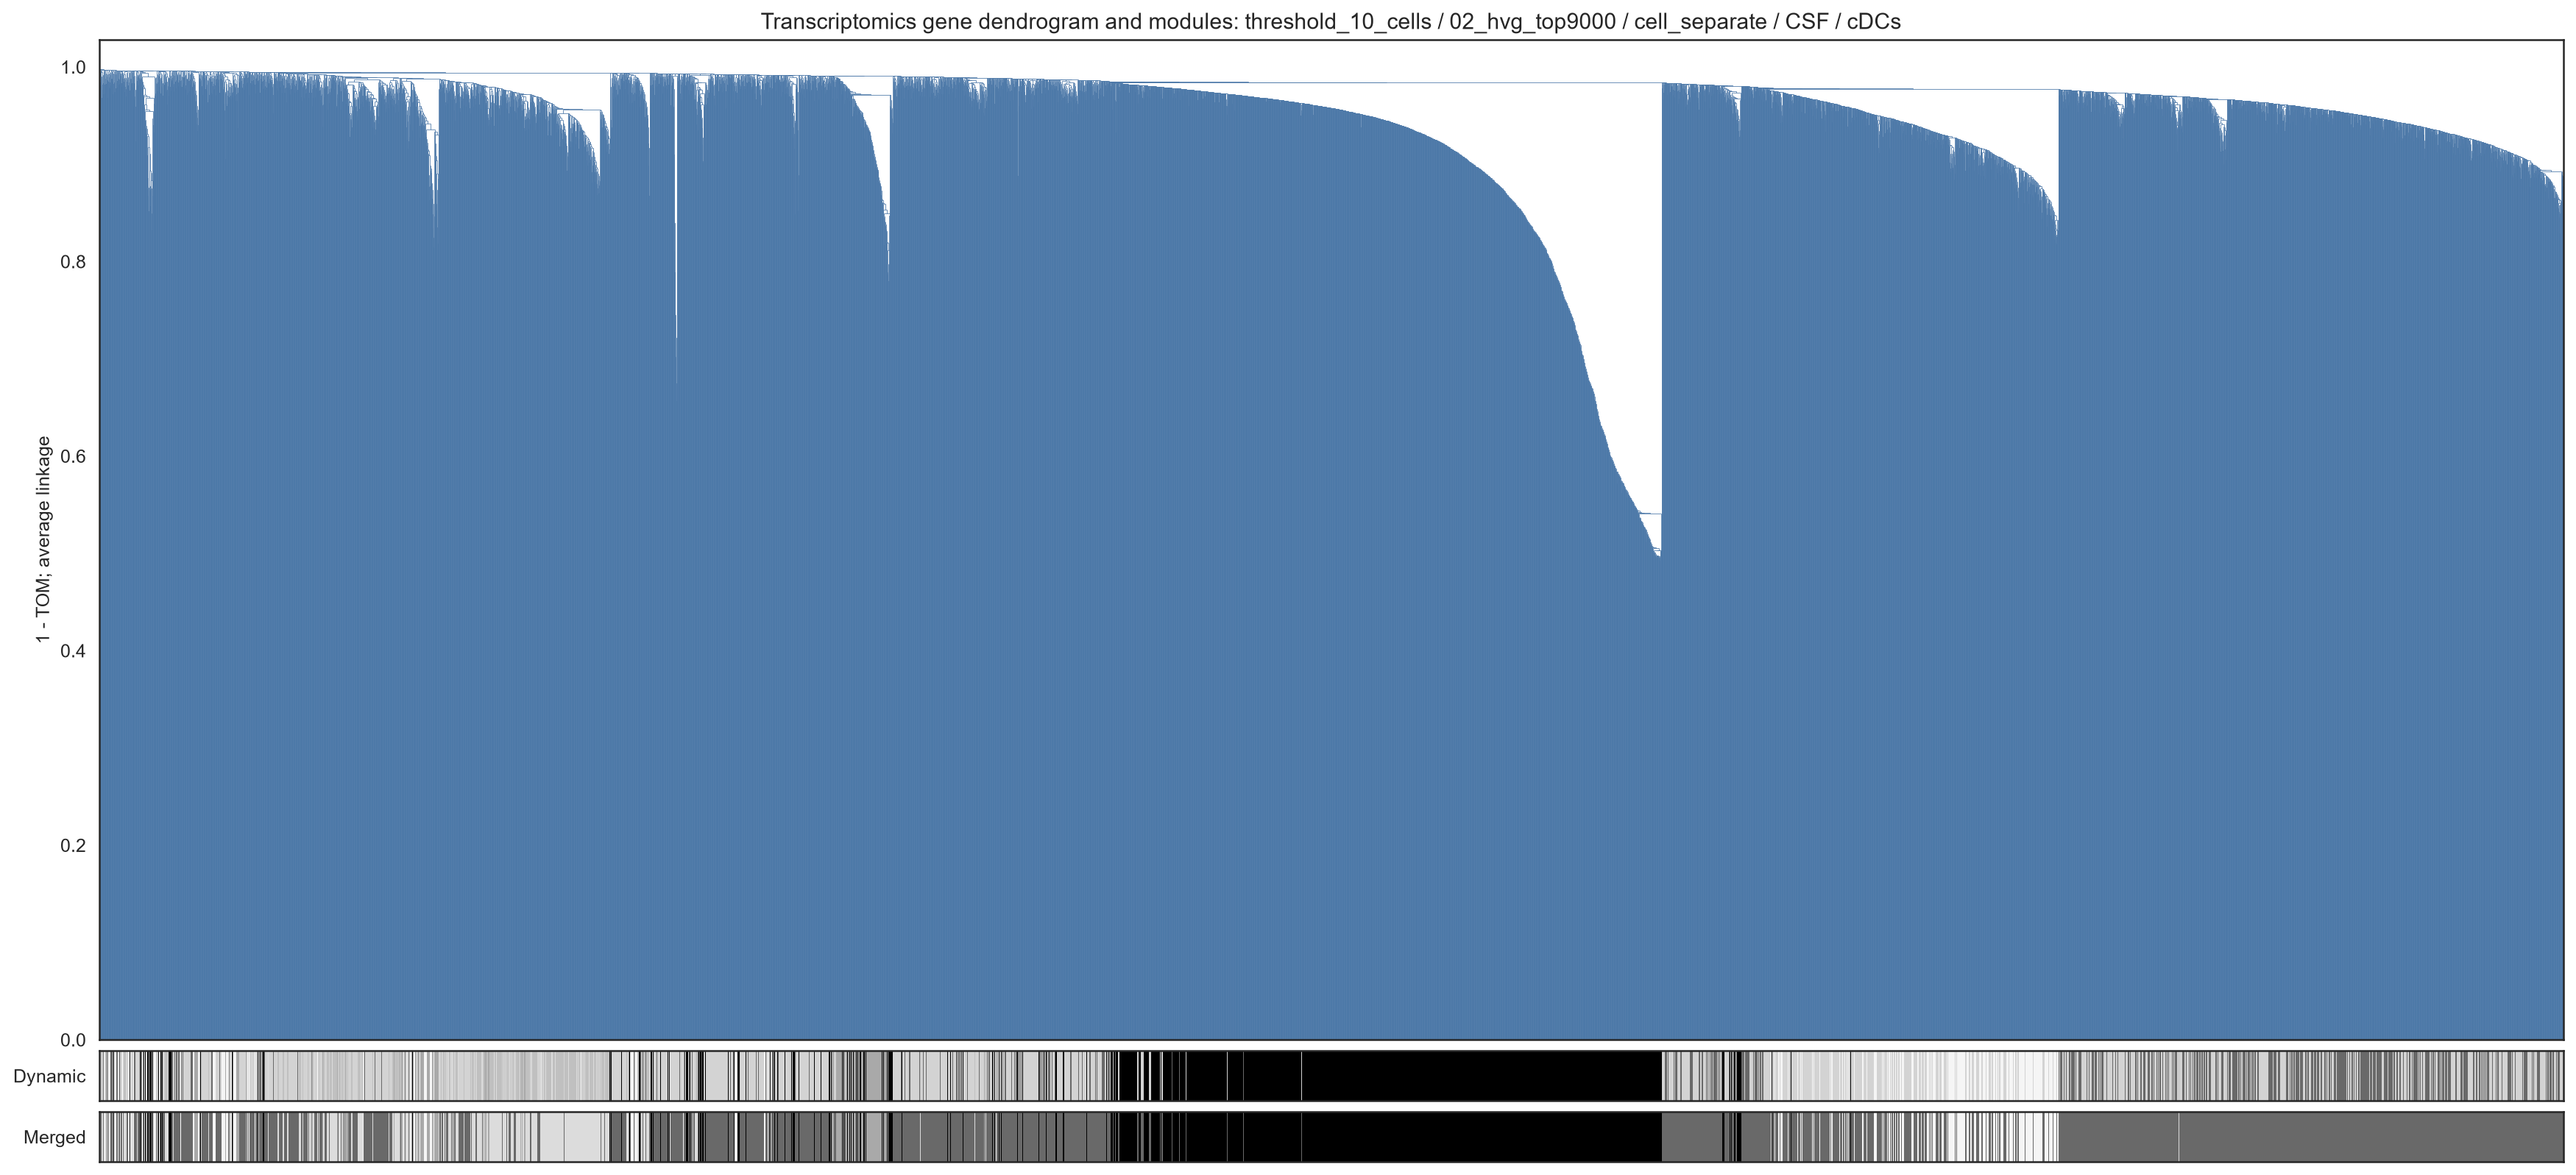 Transcriptomics gene dendrogram and modules: threshold_10_cells / 02_hvg_top9000 / cell_separate / CSF / cDCs
1.0
0.8
0.6
0.4
0.2
0.0
1 - TOM; average linkage
Dynamic
Merged